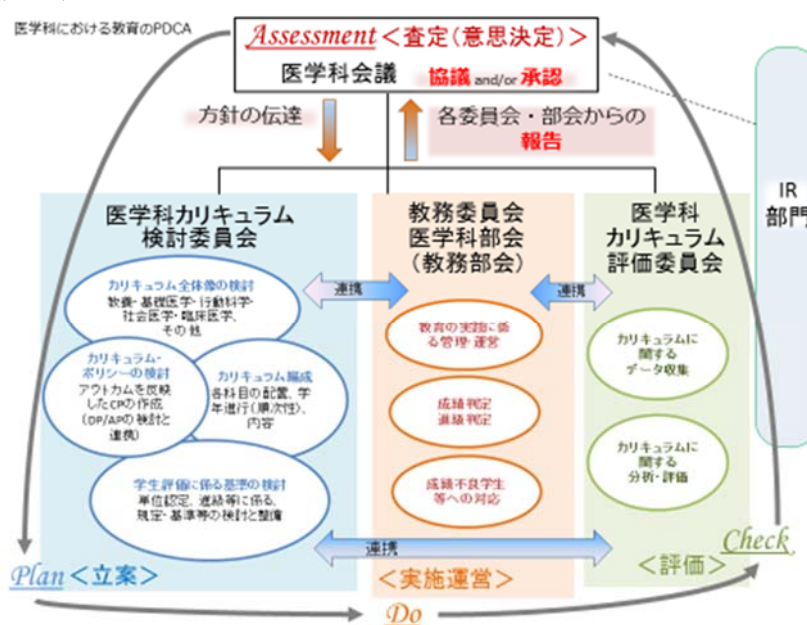 医学科における教育のPDCA
Assessment <査定(意思決定)>
医学科会議 協議 and/or 承認
方針の伝達
各委員会・部会からの
報告
IR
部門
医学科カリキュラム
検討委員会
カリキュラム全体像の検討
教養・基礎医学・行動科学・
社会医学・臨床医学、
その他
カリキュラム・
ポリシーの検討
アウトカムを反映
したCPの作成
(DP/APの検討と
連携)
カリキュラム編成
各科目の配置、学
年進行(順次性)、
内容
学生評価に係る基準の検討
単位認定、進級等に係る、
規定・基準等の検討と整備
連携
教務委員会
医学科部会
(教務部会)
教育の実施に係
る管理・運営
成績判定
進級判定
成績不良学生
等への対応
連携
医学科
カリキュラム
評価委員会
カリキュラムに
関する
データ収集
カリキュラムに
関する
分析・評価
連携
Plan <立案>
<実施運営>
Do
<評価>
Check